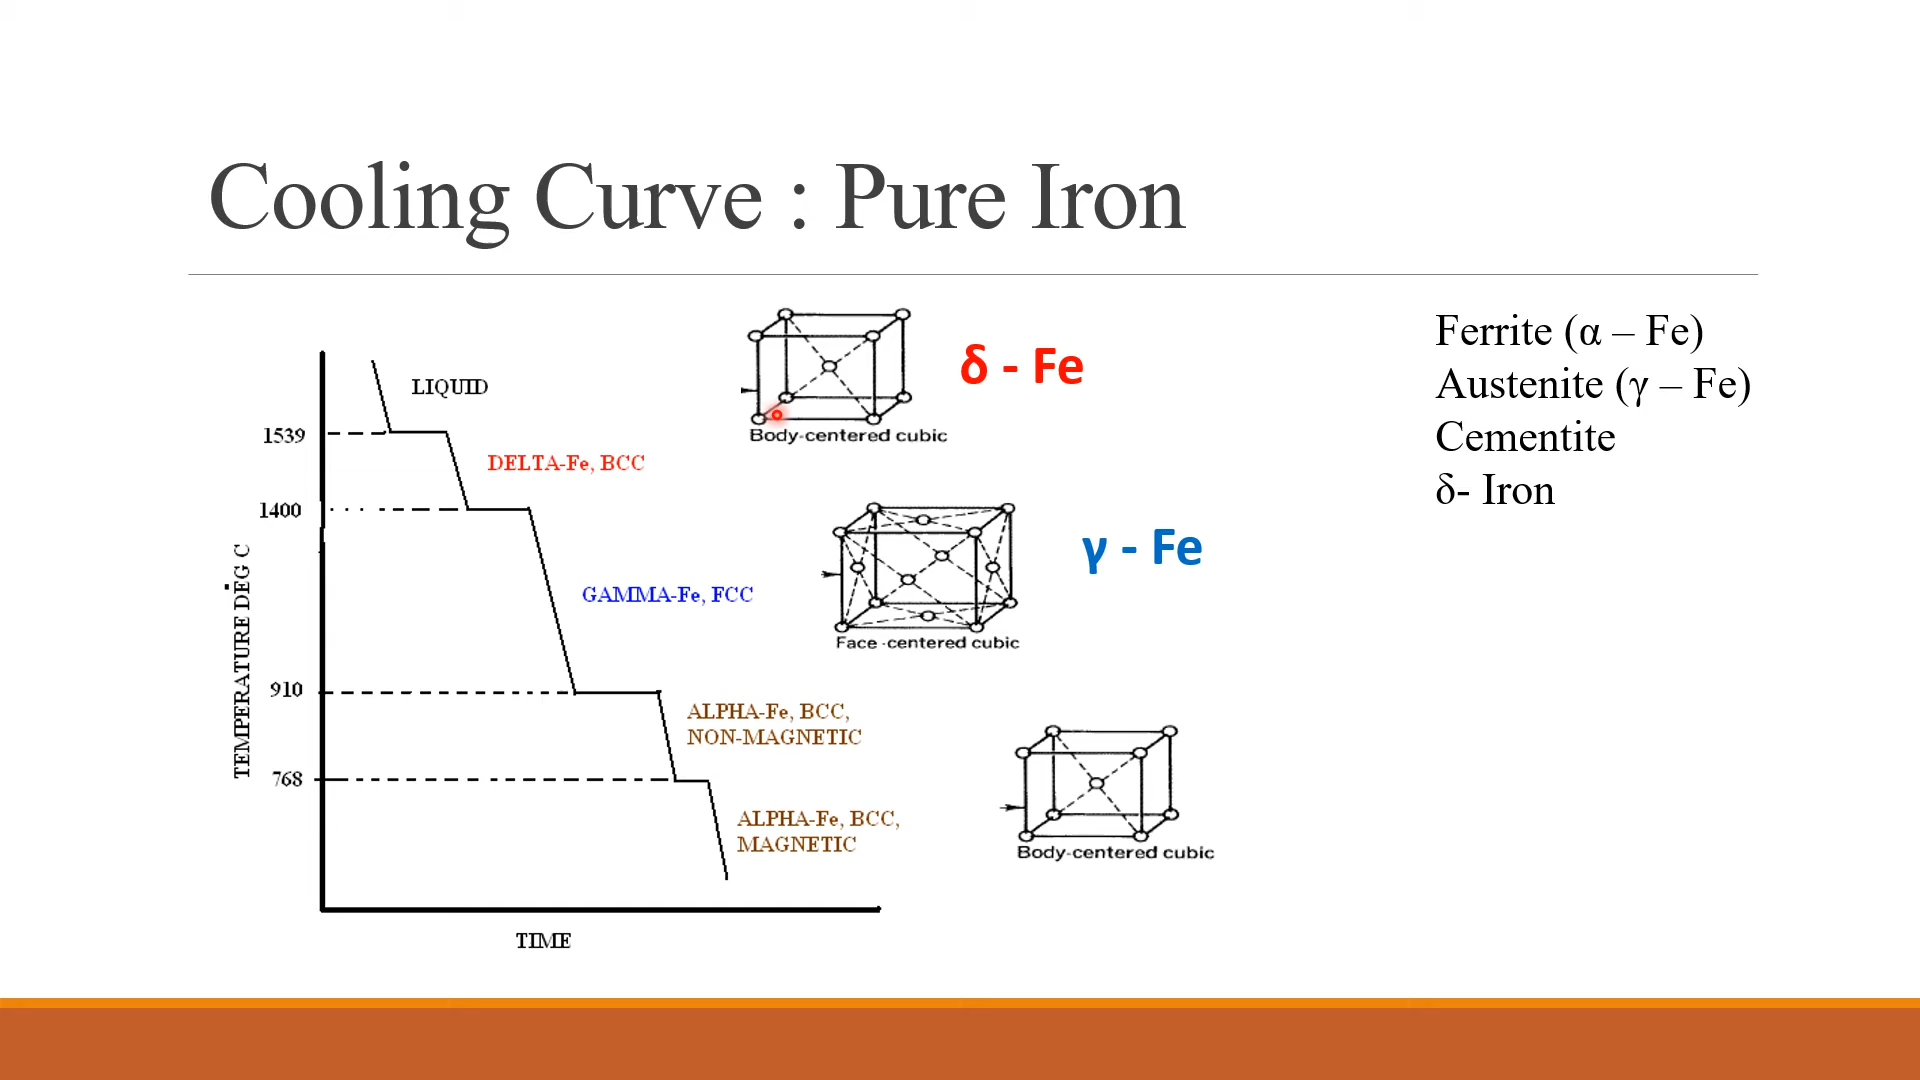 Cooling Curve : Pure Iron
LIQUID
1539
DELTA-Fe, BCC
1400
GAMMA-Fe, FCC
910
ALPHA-Fe, BCC,
NON-MAGNETIC
768
ALPHA-Fe, BCC,
MAGNETIC
TEMPERATURE DEG C
TIME
Body-centered cubic
δ - Fe
Face-centered cubic
γ - Fe
Body-centered cubic
Ferrite (α – Fe)
Austenite (γ – Fe)
Cementite
δ- Iron